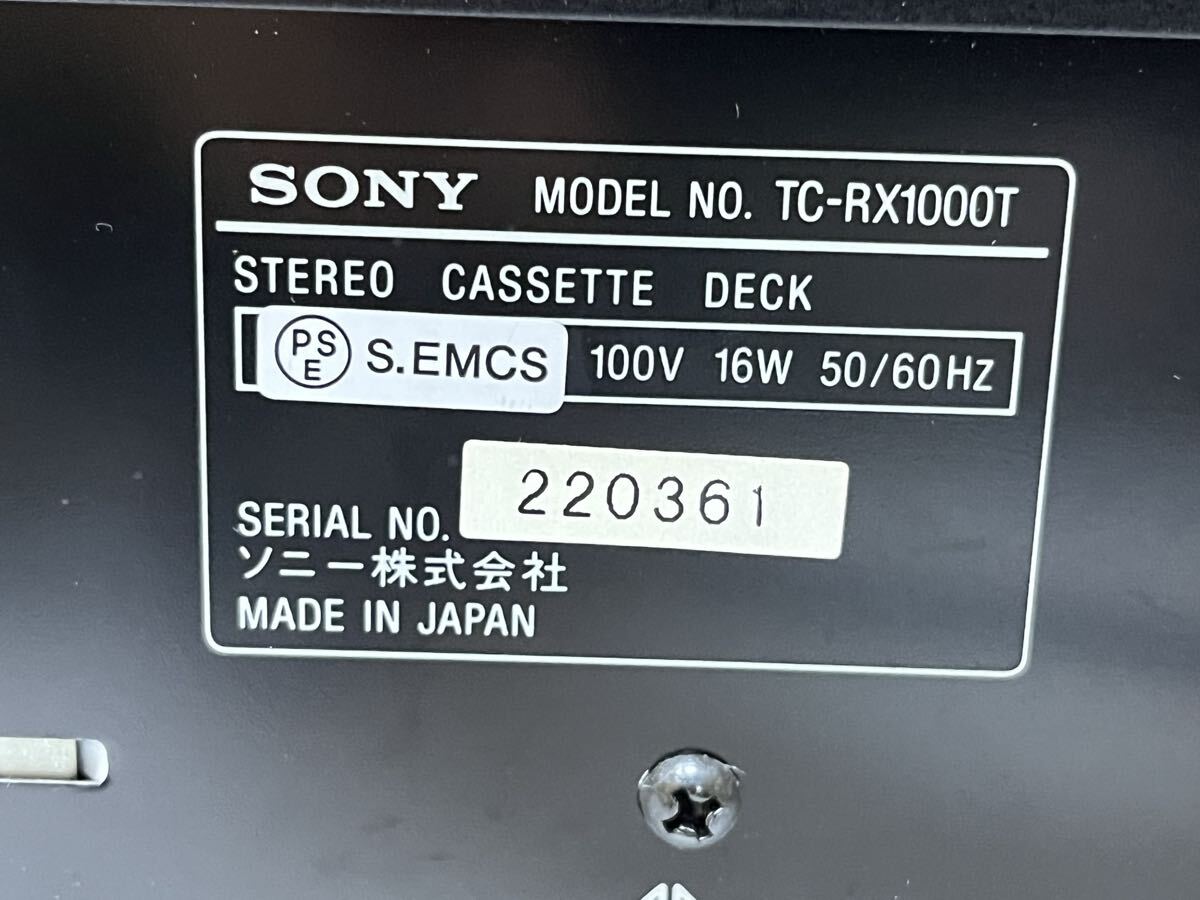 SONY MODEL NO. TC-RX1000T
STEREO CASSETTE DECK
PSE S.EMCS 100V 16W 50/60HZ
220361
SERIAL NO.
ソニー株式会社
MADE IN JAPAN